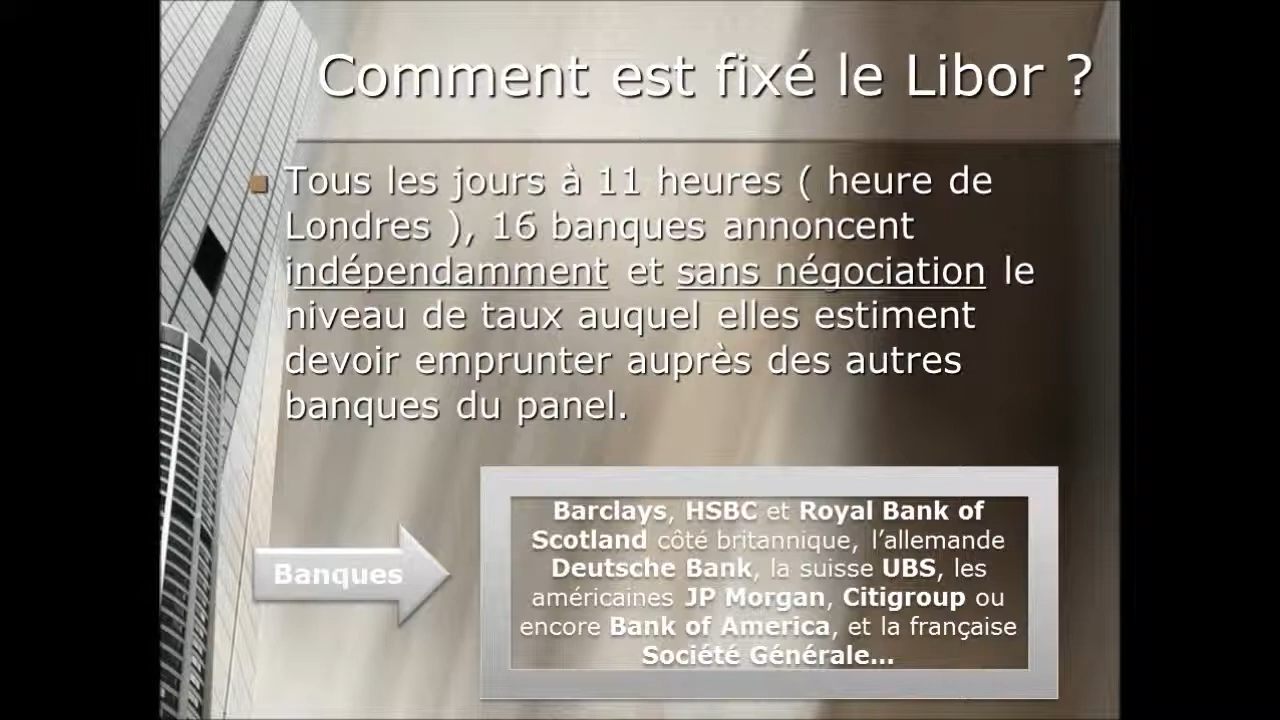 Comment est fixé le Libor ?
Tous les jours à 11 heures ( heure de
Londres ), 16 banques annoncent
indépendamment et sans négociation le
niveau de taux auquel elles estiment
devoir emprunter auprès des autres
banques du panel.
Banques
Barclays, HSBC et Royal Bank of
Scotland côté britannique, l’allemande
Deutsche Bank, la suisse UBS, les
américaines JP Morgan, Citigroup ou
encore Bank of America, et la française
Société Générale…